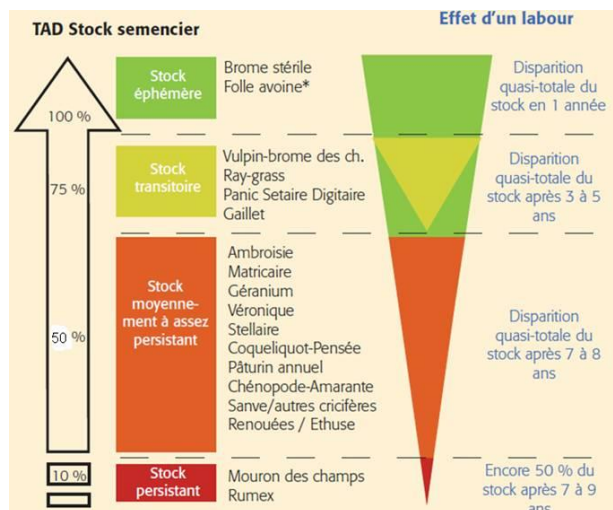 TAD Stock semencier
Effet d'un labour
100 %
75 %
50 %
10 %
Stock
éphémère
Brome stérile
Folle avoine*
Disparition
quasi-totale du
stock en 1 année
Stock
transitoire
Vulpin-brome des ch.
Ray-grass
Panic Setaire Digitaire
Gaillet
Disparition
quasi-totale du
stock après 3 à 5
ans
Stock
moyenne-
ment à assez
persistant
Ambroisie
Matricaire
Géranium
Véronique
Stellaire
Coqueliquot-Pensée
Pâturin annuel
Chénopode-Amarante
Sanve/autres cricifères
Renouées / Ethuse
Disparition
quasi-totale du
stock après 7 à 8
ans
Stock
persistant
Mouron des champs
Rumex
Encore 50 % du
stock après 7 à 9
ans